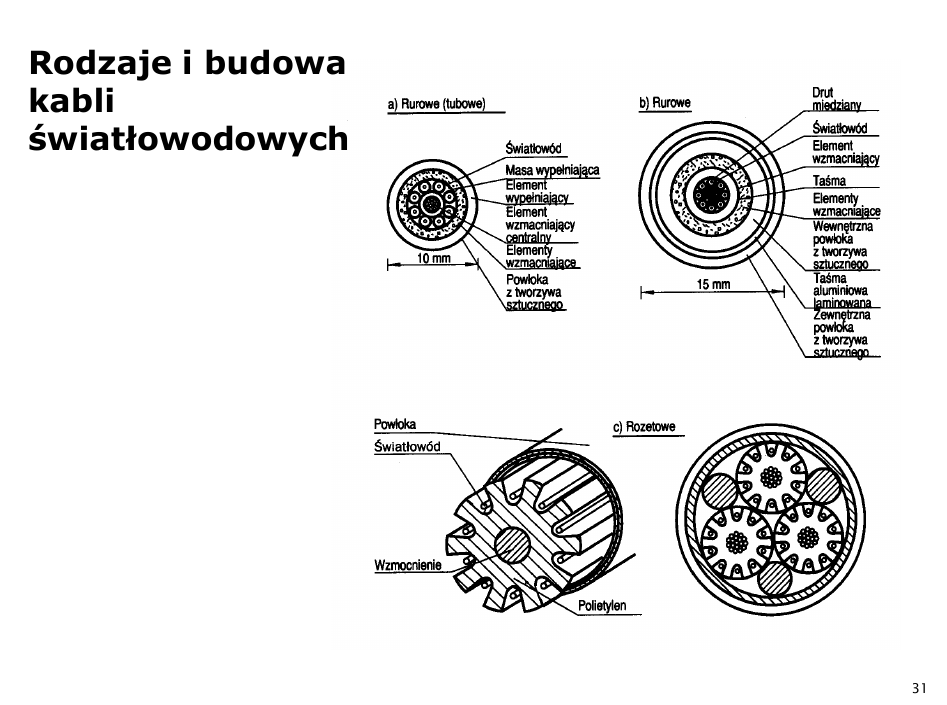 Rodzaje i budowa
kabli
światłowodowych
a) Rurowe (tubowe)
Światłowód
Masa wypełniająca
Element
wypełniający
Element
wzmacniający
centralny
Elementy
wzmacniające
Powłoka
z tworzywa
sztucznego
10 mm
b) Rurowe
Drut
miedziany
Światłowód
Element
wzmacniający
Taśma
Elementy
wzmacniające
Wewnętrzna
powłoka
z tworzywa
sztucznego
Taśma
aluminiowa
laminowana
Zewnętrzna
powłoka
z tworzywa
sztucznego
15 mm
Powłoka
Światłowód
Wzmocnienie
Polietylen
c) Rozetowe
31